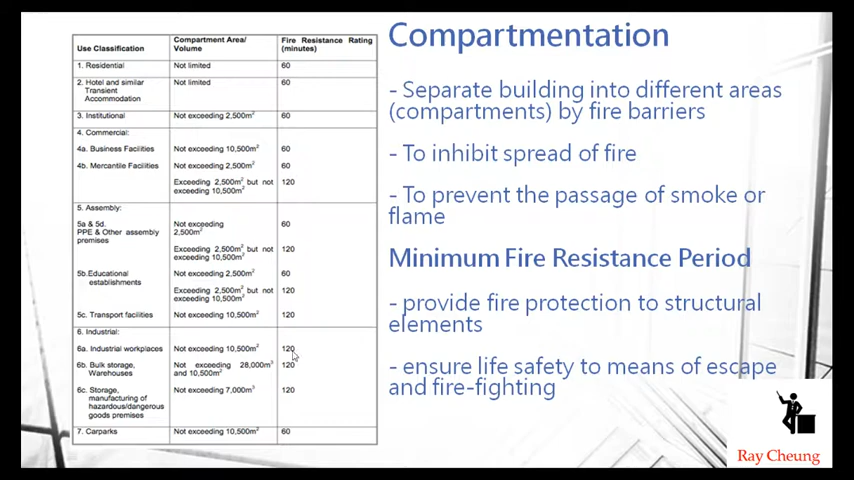 Use Classification
Compartment Area/
Volume
Fire Resistance Rating
(minutes)
1. Residential
Not limited
60
2. Hotel and similar
Transient
Accommodation
Not limited
60
3. Institutional
Not exceeding 2,500m²
60
4. Commercial:
4a. Business Facilities
Not exceeding 10,500m²
60
4b. Mercantile Facilities
Not exceeding 2,500m²
60
Exceeding 2,500m² but not
exceeding 10,500m²
120
5. Assembly:
5a & 5d.
PPE & Other assembly
premises
Not exceeding
2,500m²
60
Exceeding 2,500m² but not
exceeding 10,500m²
120
5b.Educational
establishments
Not exceeding 2,500m²
60
Exceeding 2,500m² but not
exceeding 10,500m²
120
5c. Transport facilities
Not exceeding 10,500m²
120
6. Industrial:
6a. Industrial workplaces
Not exceeding 10,500m²
120
6b. Bulk storage,
Warehouses
Not exceeding 28,000m³
and 10,500m²
120
6c. Storage,
manufacturing of
hazardous/dangerous
goods premises
Not exceeding 7,000m³
120
7. Carparks
Not exceeding 10,500m²
60
Compartmentation
- Separate building into different areas
(compartments) by fire barriers
- To inhibit spread of fire
- To prevent the passage of smoke or
flame
Minimum Fire Resistance Period
- provide fire protection to structural
elements
- ensure life safety to means of escape
and fire-fighting
Ray Cheung